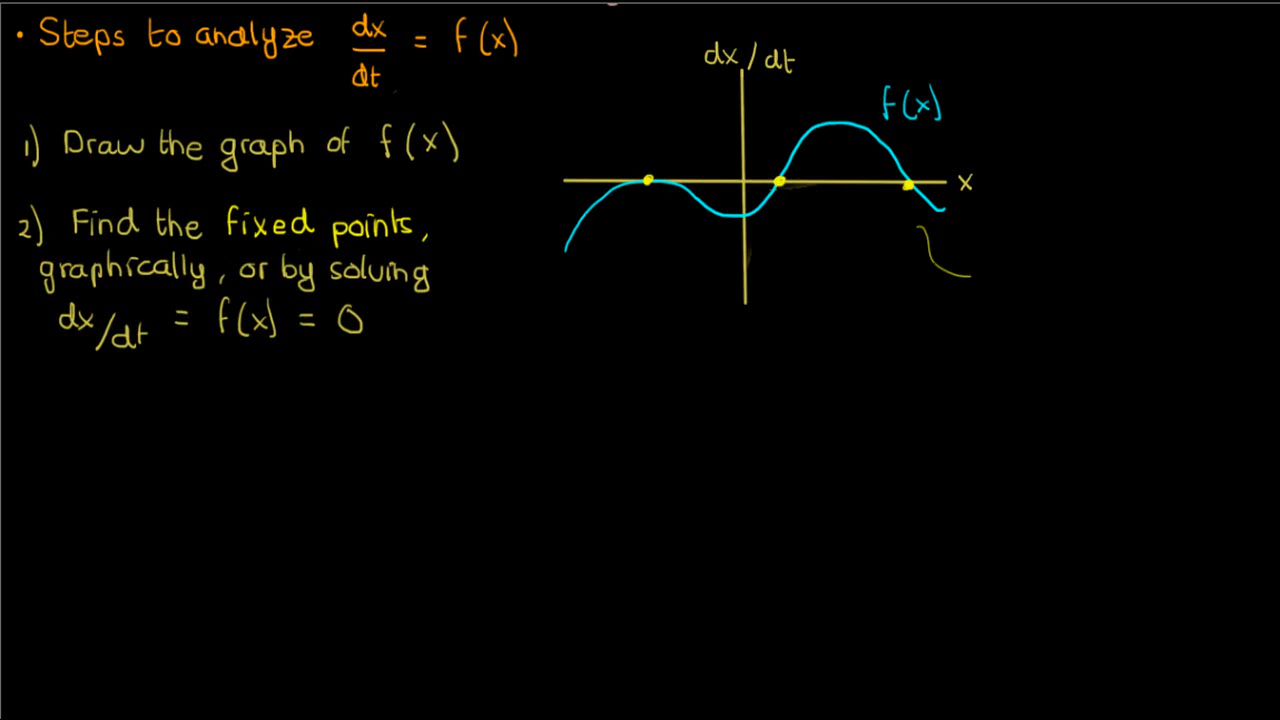 • Steps to analyze dx/dt = f(x)
1) Draw the graph of f(x)
2) Find the fixed points,
graphically, or by solving
dx/dt = f(x) = 0
dx/dt
f(x)
x